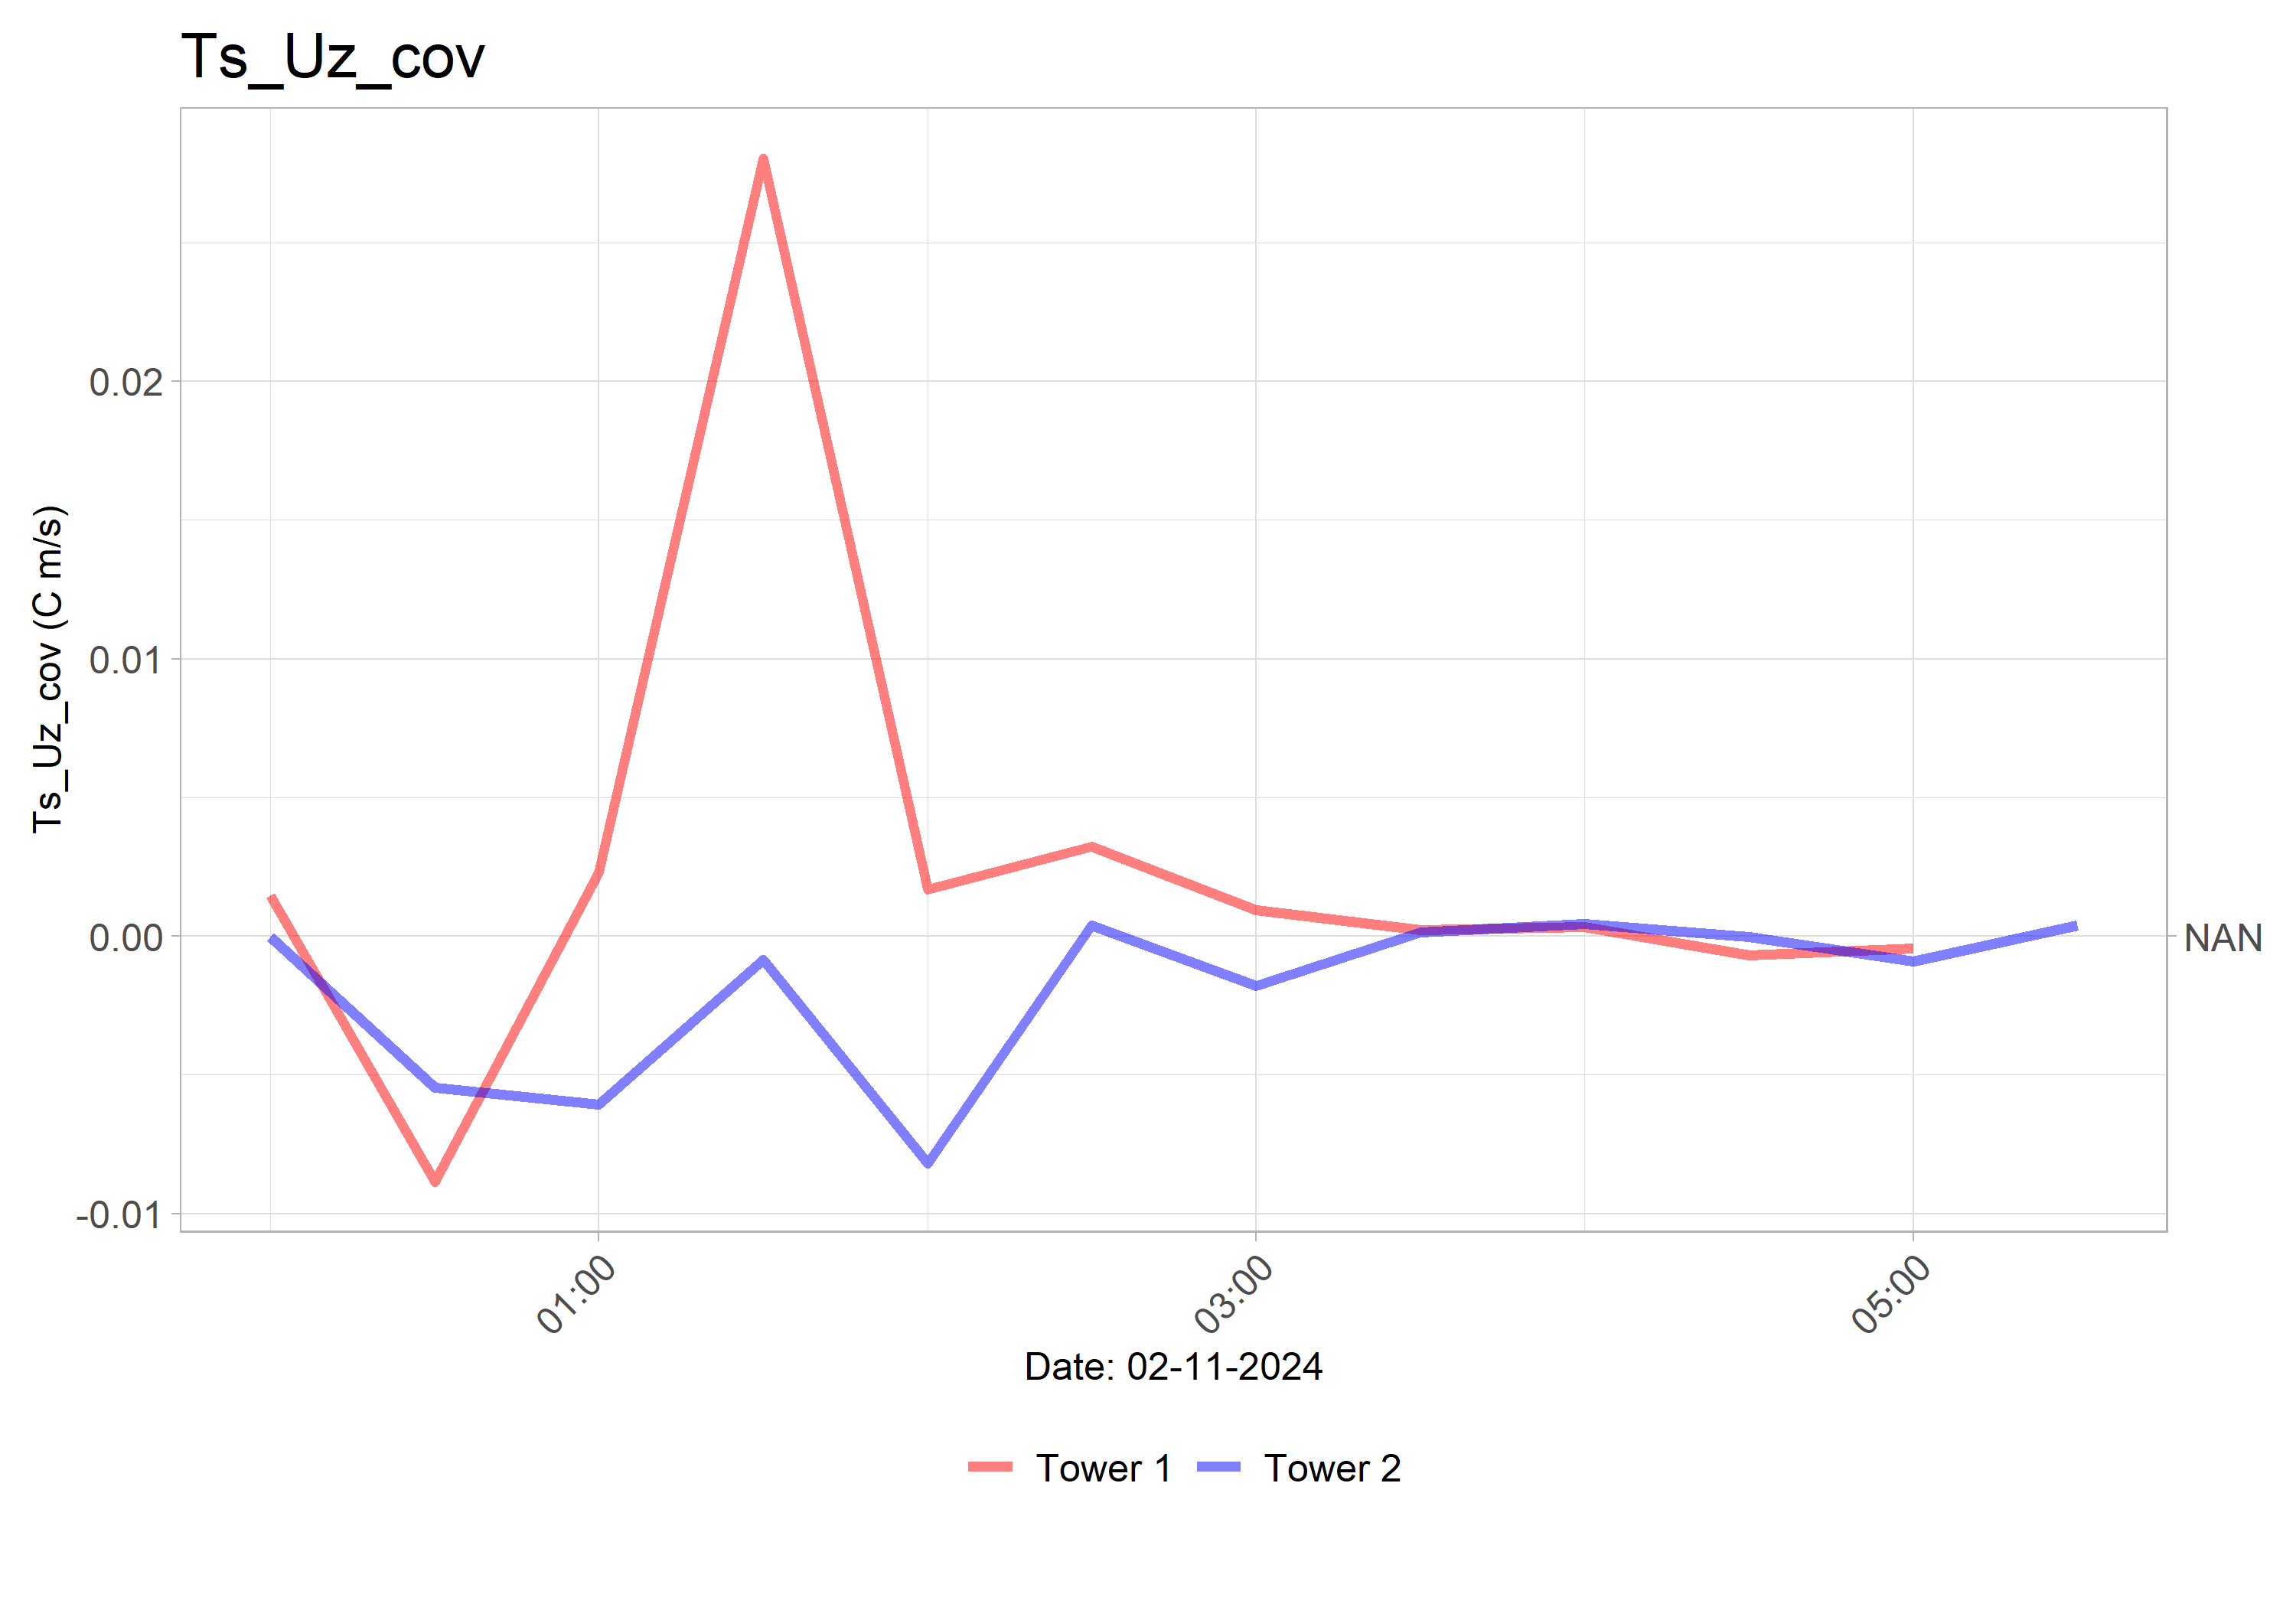 Ts_Uz_cov
Ts_Uz_cov (C m/s)
0.02
0.01
0.00
-0.01
NAN
01:00
03:00
05:00
Date: 02-11-2024
Tower 1
Tower 2